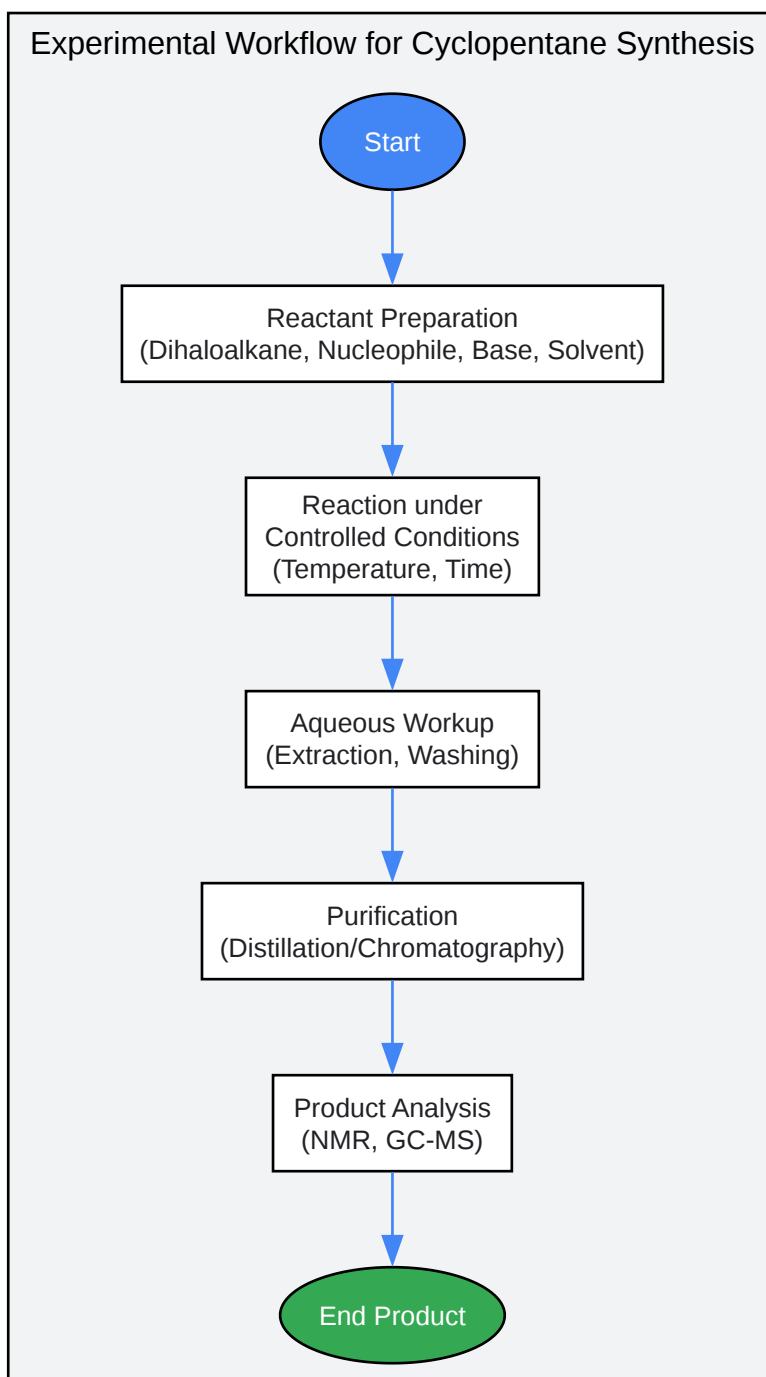 Experimental Workflow for Cyclopentane Synthesis
Start
Reactant Preparation
(Dihaloalkane, Nucleophile, Base, Solvent)
Reaction under
Controlled Conditions
(Temperature, Time)
Aqueous Workup
(Extraction, Washing)
Purification
(Distillation/Chromatography)
Product Analysis
(NMR, GC-MS)
End Product